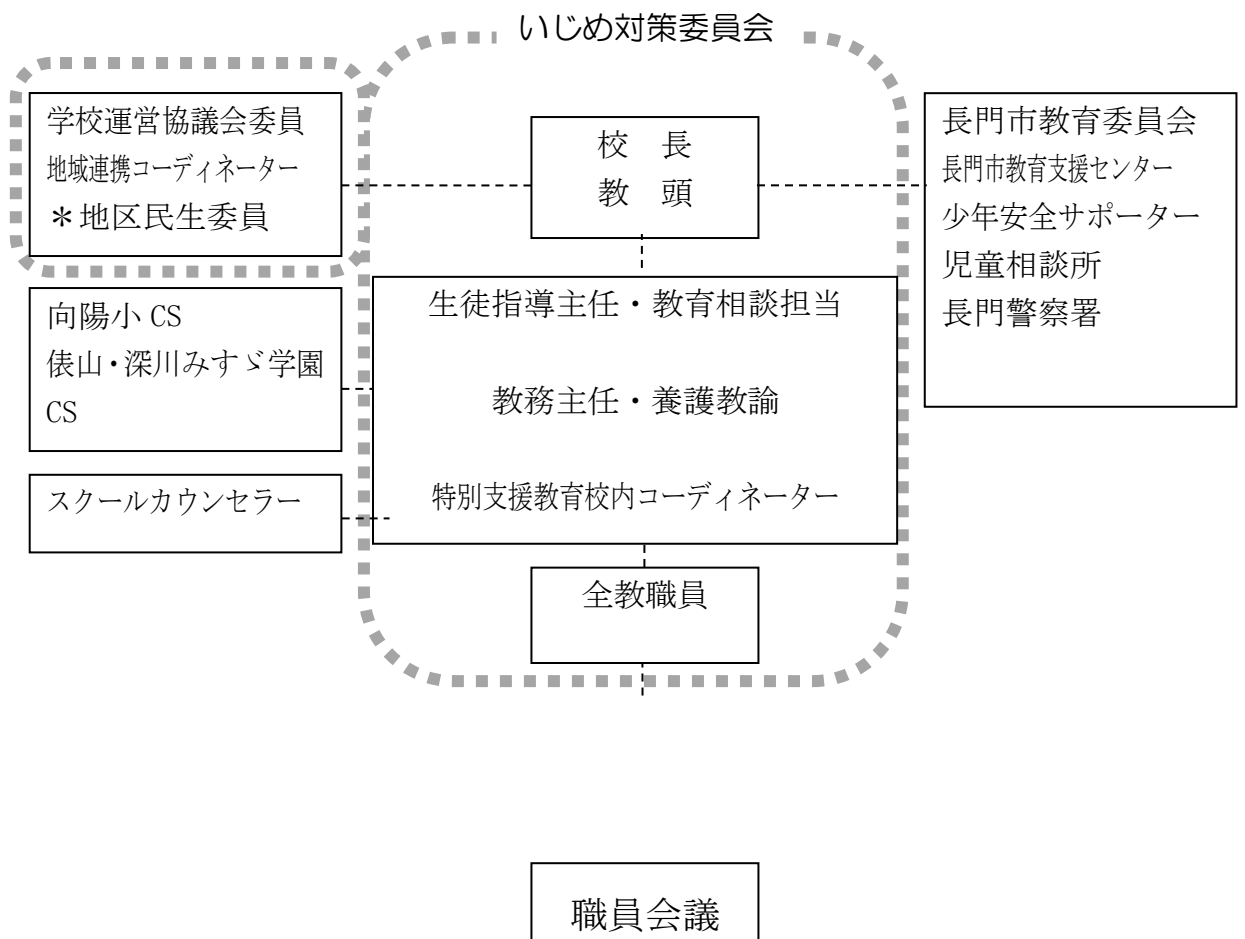 いじめ対策委員会
学校運営協議会委員
地域連携コーディネーター
＊地区民生委員
校　長
教　頭
長門市教育委員会
長門市教育支援センター
少年安全サポーター
児童相談所
長門警察署
向陽小 CS
俵山・深川みすゞ学園
CS
生徒指導主任・教育相談担当
教務主任・養護教諭
特別支援教育校内コーディネーター
スクールカウンセラー
全教職員
職員会議